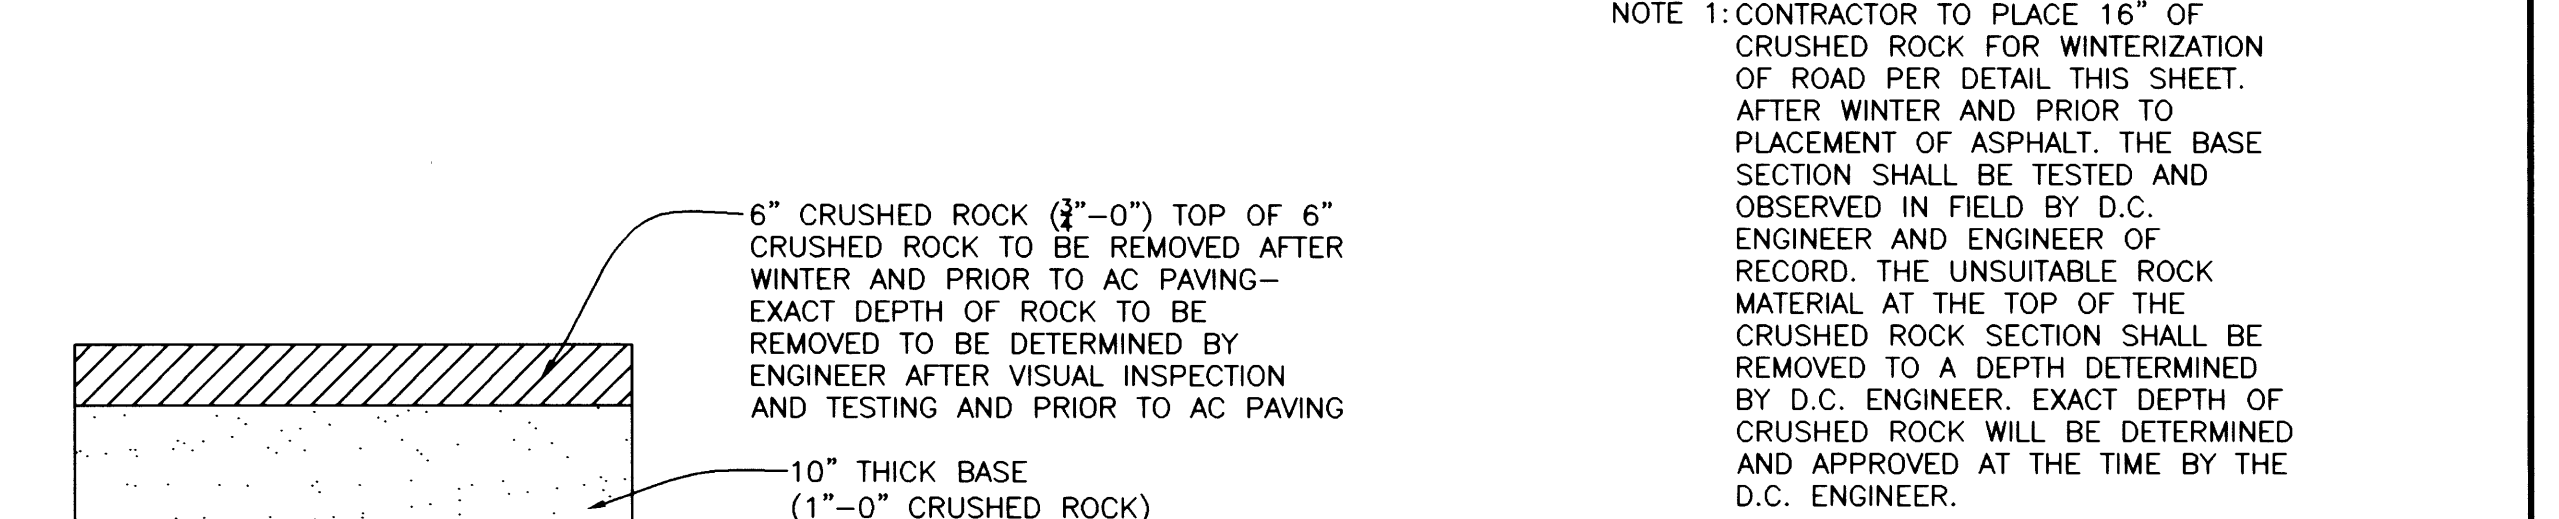 6" CRUSHED ROCK (3/4"-0") TOP OF 6"
CRUSHED ROCK TO BE REMOVED AFTER
WINTER AND PRIOR TO AC PAVING-
EXACT DEPTH OF ROCK TO BE
REMOVED TO BE DETERMINED BY
ENGINEER AFTER VISUAL INSPECTION
AND TESTING AND PRIOR TO AC PAVING
10" THICK BASE
(1"-0" CRUSHED ROCK)
NOTE 1: CONTRACTOR TO PLACE 16" OF
CRUSHED ROCK FOR WINTERIZATION
OF ROAD PER DETAIL THIS SHEET.
AFTER WINTER AND PRIOR TO
PLACEMENT OF ASPHALT. THE BASE
SECTION SHALL BE TESTED AND
OBSERVED IN FIELD BY D.C.
ENGINEER AND ENGINEER OF
RECORD. THE UNSUITABLE ROCK
MATERIAL AT THE TOP OF THE
CRUSHED ROCK SECTION SHALL BE
REMOVED TO A DEPTH DETERMINED
BY D.C. ENGINEER. EXACT DEPTH OF
CRUSHED ROCK WILL BE DETERMINED
AND APPROVED AT THE TIME BY THE
D.C. ENGINEER.